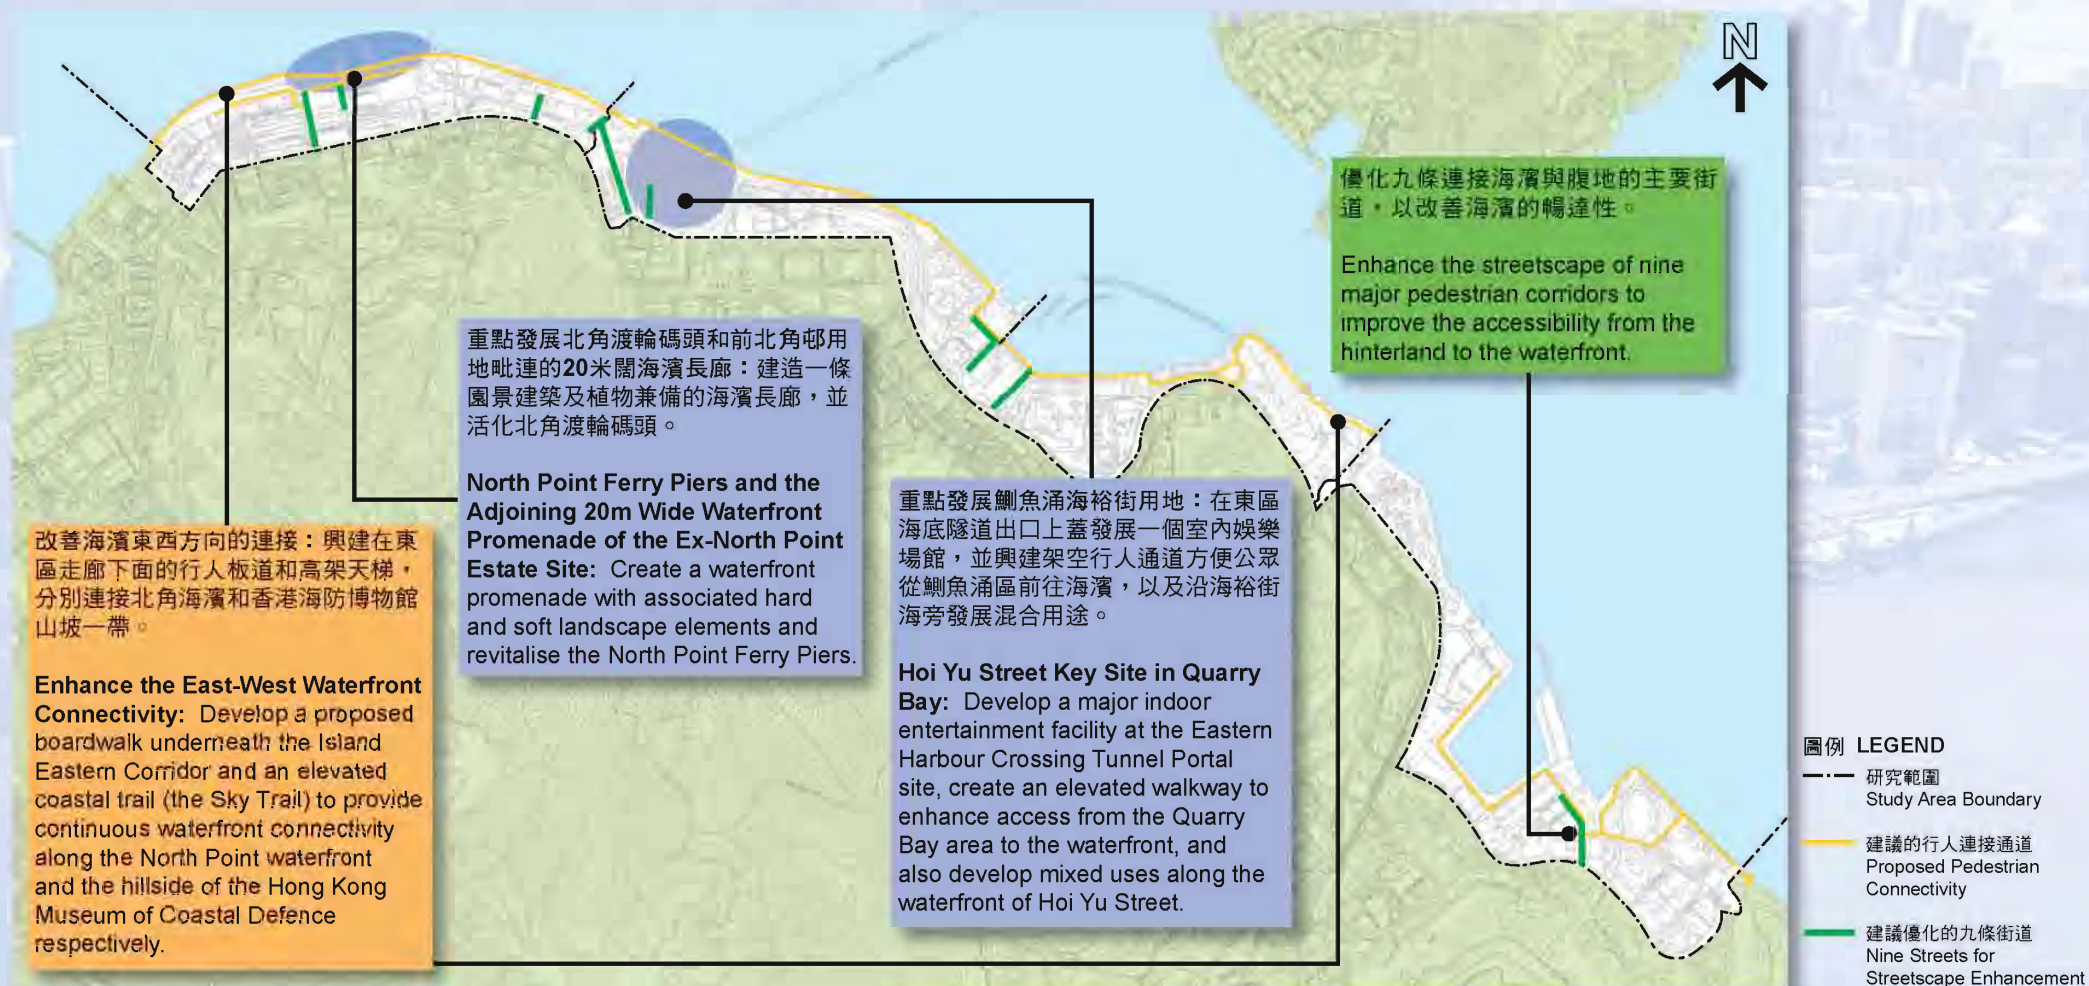 N
優化九條連接海濱與腹地的主要街
道，以改善海濱的暢達性。
Enhance the streetscape of nine
major pedestrian corridors to
improve the accessibility from the
hinterland to the waterfront.
重點發展北角渡輪碼頭和前北角邨用
地毗連的20米闊海濱長廊：建造一條
園景建築及植物兼備的海濱長廊，並
活化北角渡輪碼頭。
North Point Ferry Piers and the
Adjoining 20m Wide Waterfront
Promenade of the Ex-North Point
Estate Site: Create a waterfront
promenade with associated hard
and soft landscape elements and
revitalise the North Point Ferry Piers.
重點發展鰂魚涌海裕街用地：在東區
海底隧道出口上蓋發展一個室內娛樂
場館，並興建架空行人通道方便公眾
從鰂魚涌區前往海濱，以及沿海裕街
海旁發展混合用途。
Hoi Yu Street Key Site in Quarry
Bay: Develop a major indoor
entertainment facility at the Eastern
Harbour Crossing Tunnel Portal
site, create an elevated walkway to
enhance access from the Quarry
Bay area to the waterfront, and
also develop mixed uses along the
waterfront of Hoi Yu Street.
改善海濱東西方向的連接：興建在東
區走廊下面的行人板道和高架天梯，
分別連接北角海濱和香港海防博物館
山坡一帶。
Enhance the East-West Waterfront
Connectivity: Develop a proposed
boardwalk underneath the Island
Eastern Corridor and an elevated
coastal trail (the Sky Trail) to provide
continuous waterfront connectivity
along the North Point waterfront
and the hillside of the Hong Kong
Museum of Coastal Defence
respectively.
圖例 LEGEND
研究範圍
Study Area Boundary
建議的行人連接通道
Proposed Pedestrian
Connectivity
建議優化的九條街道
Nine Streets for
Streetscape Enhancement